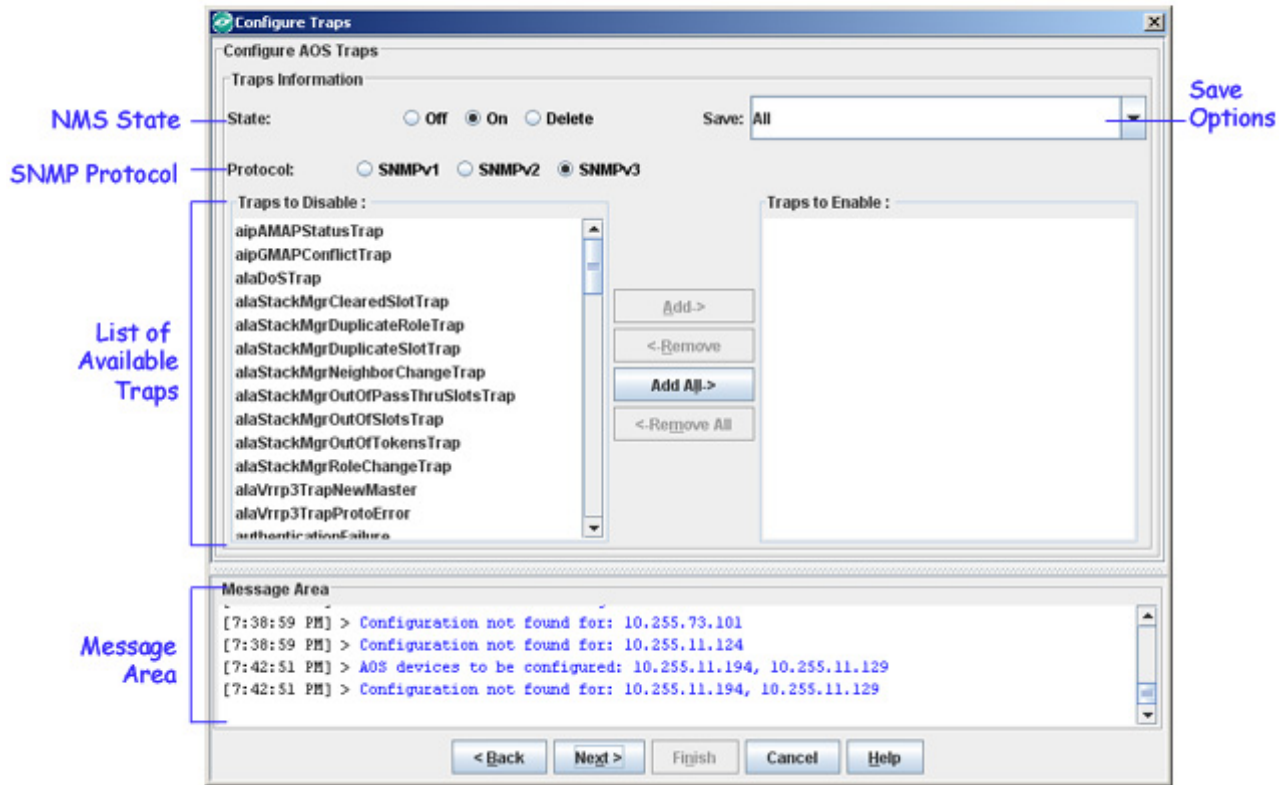 Configure Traps
Configure AOS Traps
Traps Information
NMS State
State:
Off
On
Delete
Save:
All
Save
Options
SNMP Protocol
Protocol:
SNMPv1
SNMPv2
SNMPv3
List of
Available
Traps
Traps to Disable :
aipAMAPStatusTrap
aipGMAPConflictTrap
alaDoSTrap
alaStackMgrClearedSlotTrap
alaStackMgrDuplicateRoleTrap
alaStackMgrDuplicateSlotTrap
alaStackMgrNeighborChangeTrap
alaStackMgrOutOfPassThruSlotsTrap
alaStackMgrOutOfSlotsTrap
alaStackMgrOutOfTokensTrap
alaStackMgrRoleChangeTrap
alaVrrp3TrapNewMaster
alaVrrp3TrapProtoError
authenticationFailure
Add->
<-Remove
Add All->
<-Remove All
Traps to Enable :
Message
Area
Message Area
[7:38:59 PM] > Configuration not found for: 10.255.73.101
[7:38:59 PM] > Configuration not found for: 10.255.11.124
[7:42:51 PM] > AOS devices to be configured: 10.255.11.194, 10.255.11.129
[7:42:51 PM] > Configuration not found for: 10.255.11.194, 10.255.11.129
< Back
Next >
Finish
Cancel
Help